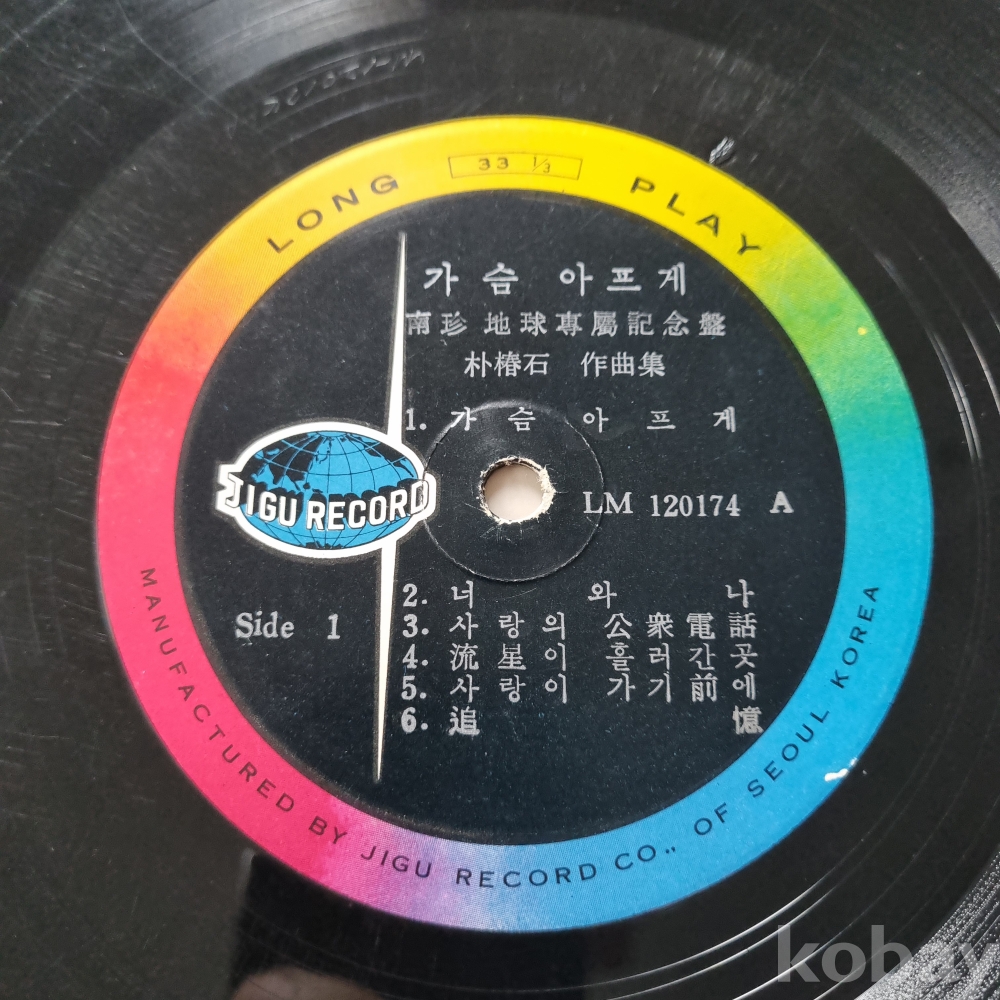 LONG 33 1/3 PLAY
가슴 아프게
南珍 地球專屬記念盤
朴椿石 作曲集
1. 가슴아프게
JIGU RECORD
LM 120174 A
Side 1
2. 너와나
3. 사랑의 公衆電話
4. 流星이 흘러간곳
5. 사랑이 가기前에
6. 追憶
MANUFACTURED BY JIGU RECORD CO., OF SEOUL KOREA
kobay